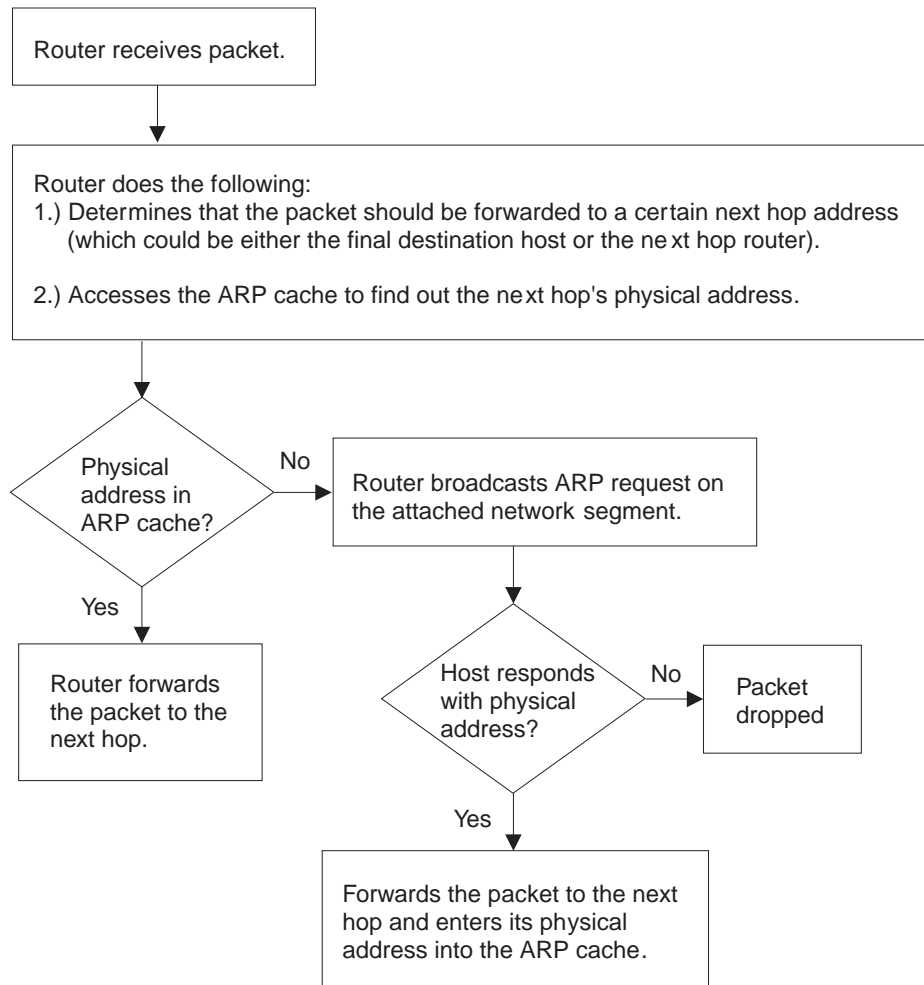 Router receives packet.
Router does the following:
1.) Determines that the packet should be forwarded to a certain next hop address
(which could be either the final destination host or the next hop router).
2.) Accesses the ARP cache to find out the next hop's physical address.
Physical
address in
ARP cache?
No
Router broadcasts ARP request on
the attached network segment.
Yes
Router forwards
the packet to the
next hop.
Host responds
with physical
address?
No
Packet
dropped
Yes
Forwards the packet to the next
hop and enters its physical
address into the ARP cache.